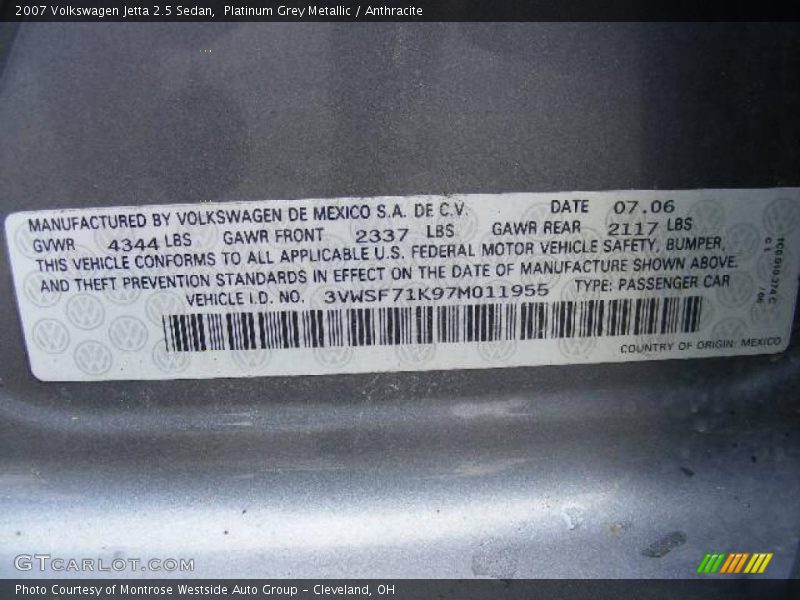 2007 Volkswagen Jetta 2.5 Sedan,  Platinum Grey Metallic / Anthracite
MANUFACTURED BY VOLKSWAGEN DE MEXICO S.A. DE C.V. DATE 07.06
GVWR 4344 LBS GAWR FRONT 2337 LBS GAWR REAR 2117 LBS
THIS VEHICLE CONFORMS TO ALL APPLICABLE U.S. FEDERAL MOTOR VEHICLE SAFETY, BUMPER,
AND THEFT PREVENTION STANDARDS IN EFFECT ON THE DATE OF MANUFACTURE SHOWN ABOVE.
VEHICLE I.D. NO. 3VWSF71K97M011955 TYPE: PASSENGER CAR
COUNTRY OF ORIGIN: MEXICO
GTCARLOT.COM
Photo Courtesy of Montrose Westside Auto Group - Cleveland, OH